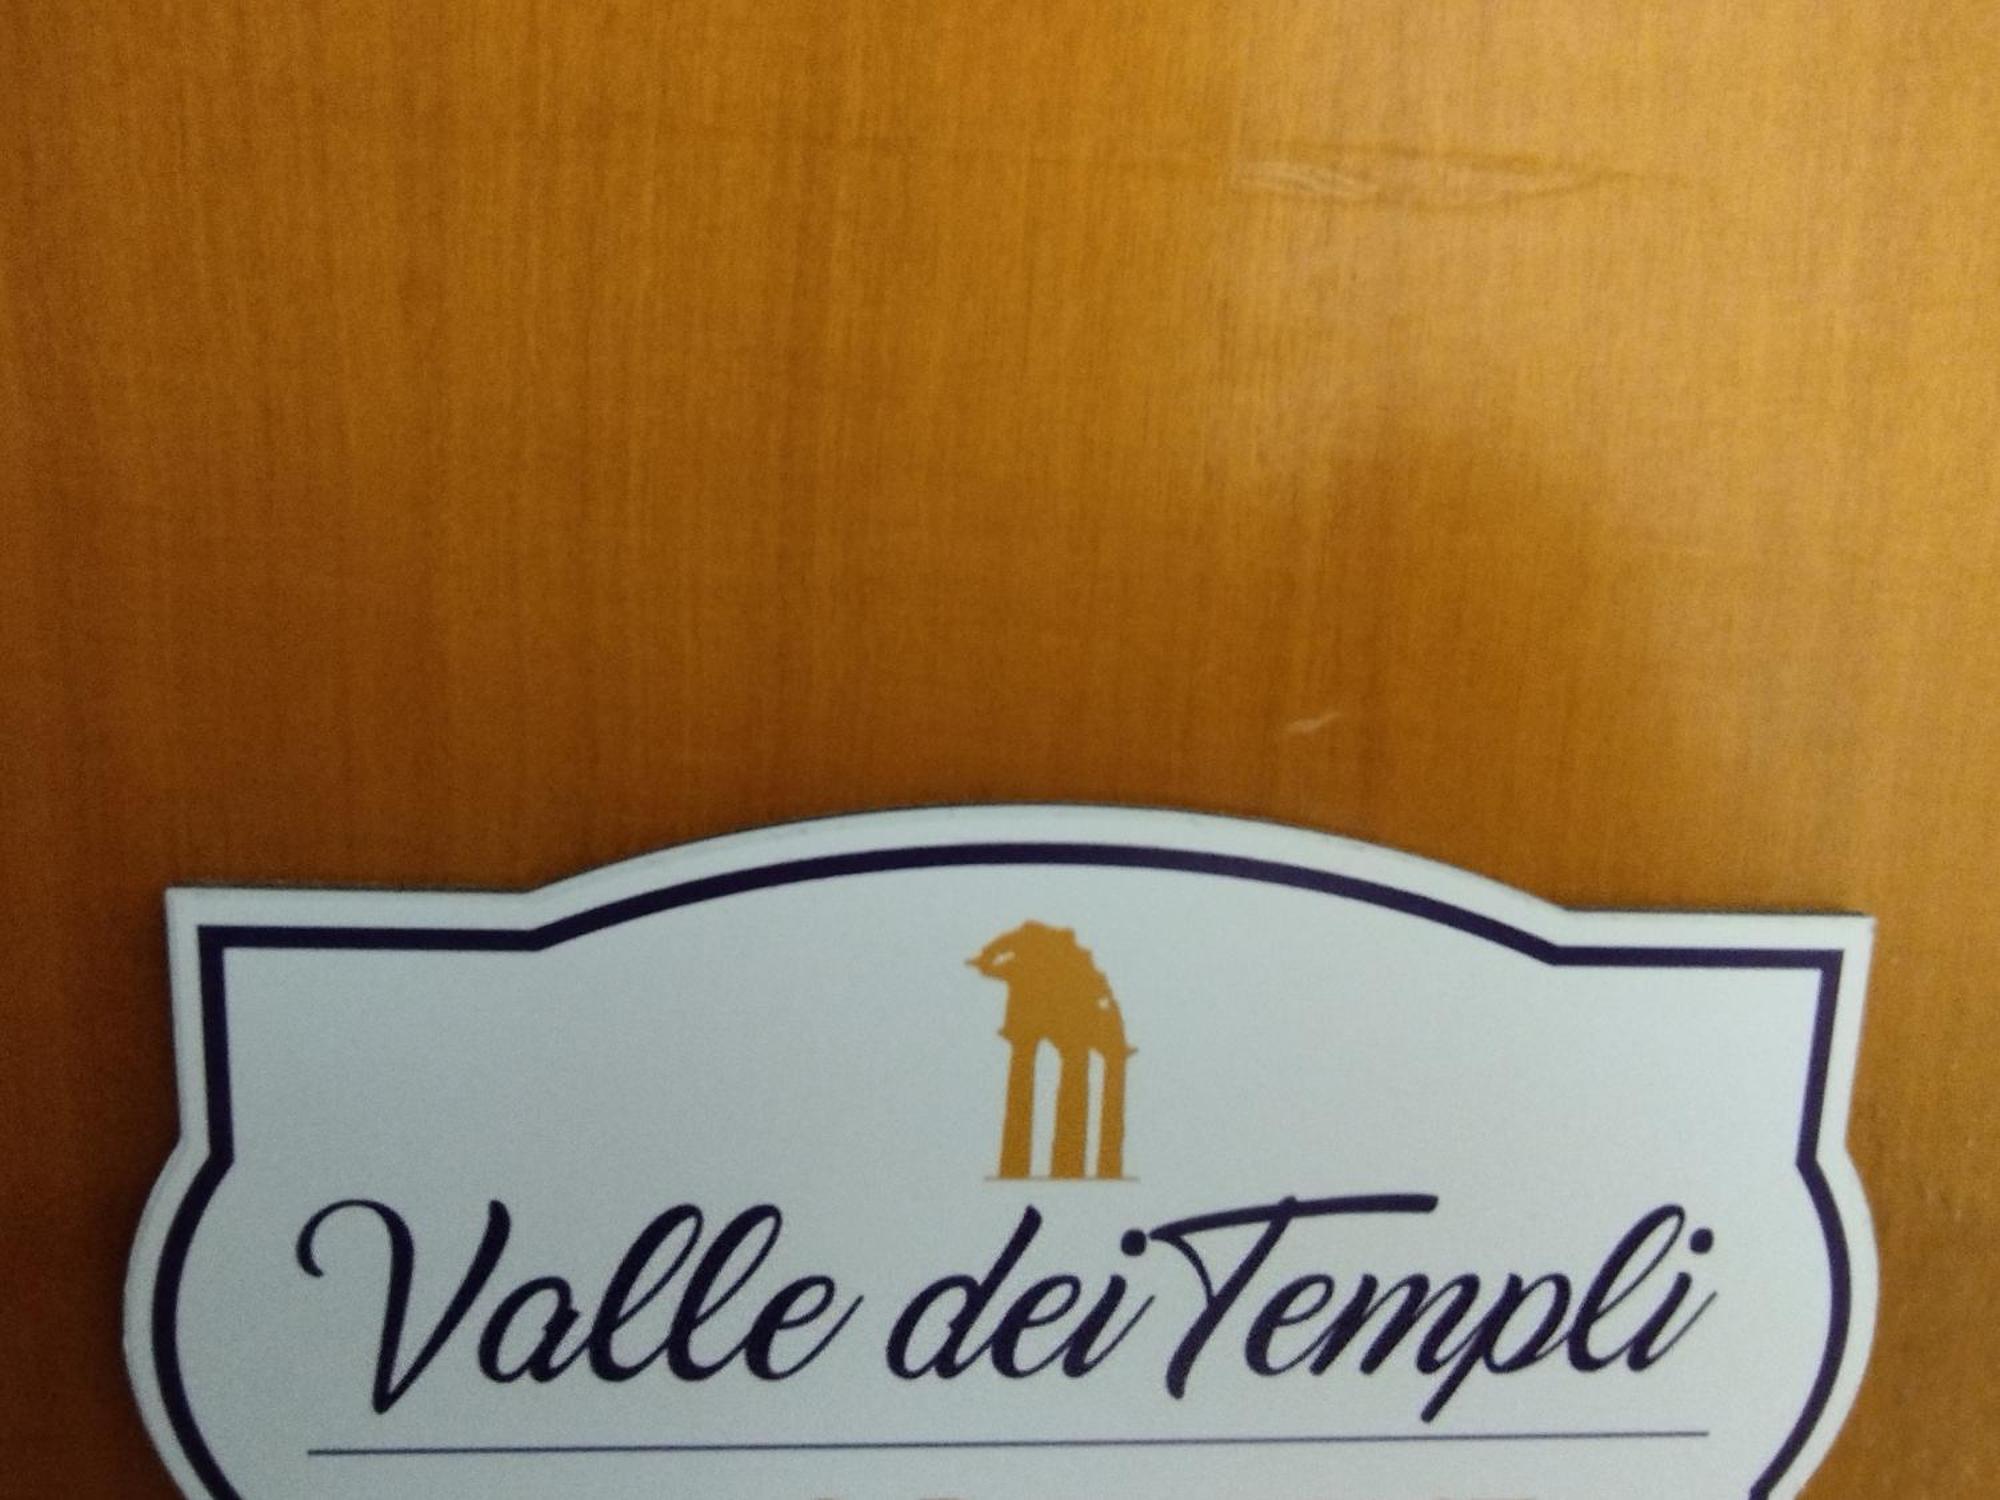 Valle dei Templi